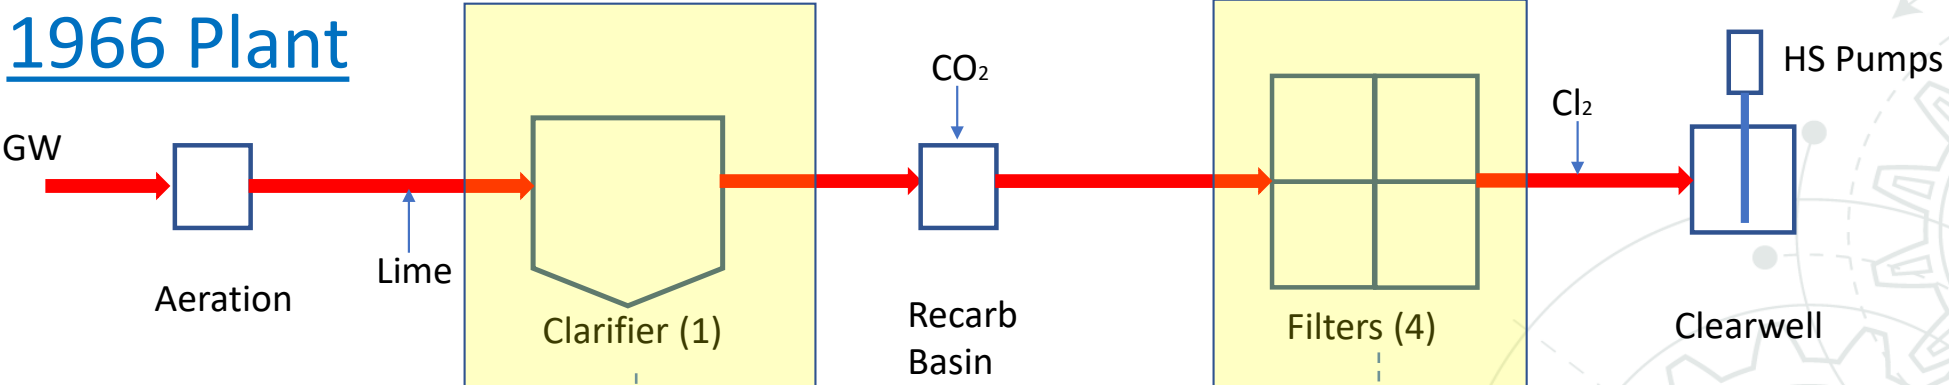 1966 Plant
GW
Aeration
Lime
Clarifier (1)
CO₂
Recarb
Basin
Filters (4)
Cl₂
HS Pumps
Clearwell